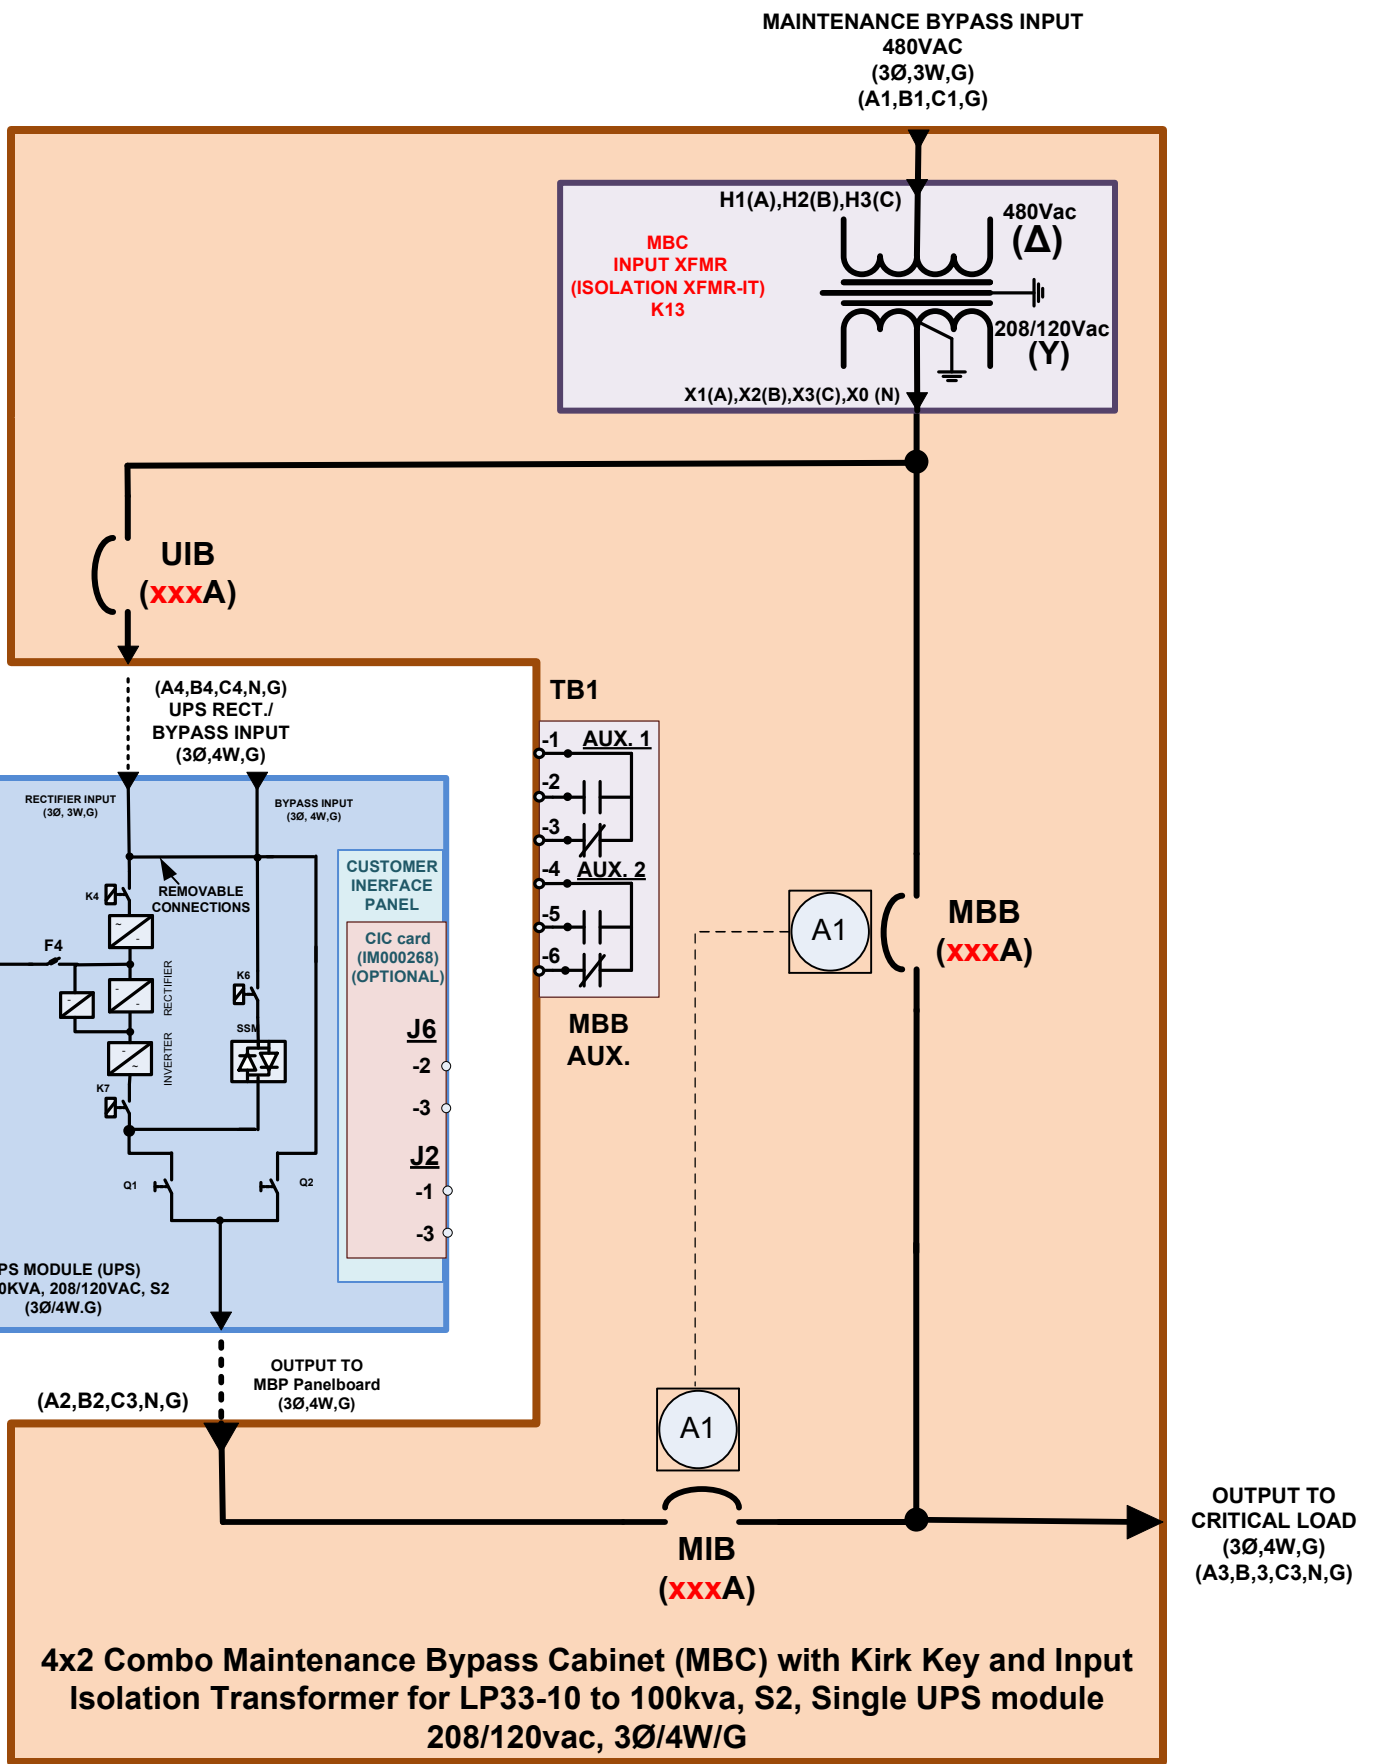 MAINTENANCE BYPASS INPUT
480VAC
(3Ø,3W,G)
(A1,B1,C1,G)
H1(A),H2(B),H3(C)
480Vac
(Δ)
MBC
INPUT XFMR
(ISOLATION XFMR-IT)
K13
208/120Vac
(Y)
X1(A),X2(B),X3(C),X0 (N)
UIB
(xxxA)
(A4,B4,C4,N,G)
UPS RECT./
BYPASS INPUT
(3Ø,4W,G)
TB1
-1 AUX. 1
-2
-3
-4 AUX. 2
-5
-6
MBB
AUX.
RECTIFIER INPUT
(3Ø, 3W,G)
BYPASS INPUT
(3Ø, 4W,G)
REMOVABLE
CONNECTIONS
K4
F4
RECTIFIER
INVERTER
K6
SSM
K7
Q1
Q2
CUSTOMER
INERFACE
PANEL
CIC card
(IM000268)
(OPTIONAL)
J6
-2
-3
J2
-1
-3
PS MODULE (UPS)
0KVA, 208/120VAC, S2
(3Ø/4W.G)
A1
MBB
(xxxA)
OUTPUT TO
MBP Panelboard
(3Ø,4W,G)
(A2,B2,C3,N,G)
A1
MIB
(xxxA)
OUTPUT TO
CRITICAL LOAD
(3Ø,4W,G)
(A3,B,3,C3,N,G)
4x2 Combo Maintenance Bypass Cabinet (MBC) with Kirk Key and Input
Isolation Transformer for LP33-10 to 100kva, S2, Single UPS module
208/120vac, 3Ø/4W/G